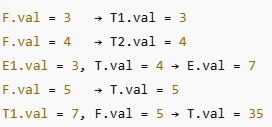 F.val = 3   → T1.val = 3
F.val = 4   → T2.val = 4
E1.val = 3, T.val = 4 → E.val = 7
F.val = 5   → T.val = 5
T1.val = 7, F.val = 5 → T.val = 35